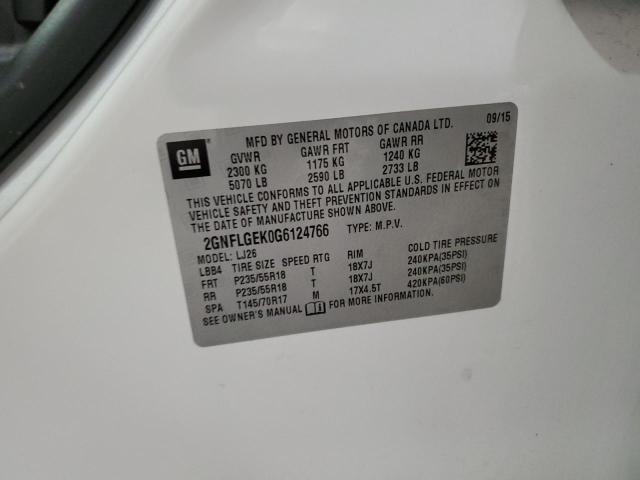 MFD BY GENERAL MOTORS OF CANADA LTD. 09/15
GM
GVWR GAWR FRT GAWR RR
2300 KG 1175 KG 1240 KG
5070 LB 2590 LB 2733 LB
THIS VEHICLE CONFORMS TO ALL APPLICABLE U.S. FEDERAL MOTOR
VEHICLE SAFETY AND THEFT PREVENTION STANDARDS IN EFFECT ON
THE DATE OF MANUFACTURE SHOWN ABOVE.
2GNFLGEK0G6124766 TYPE: M.P.V.
MODEL: LJ26
LBB4 TIRE SIZE SPEED RTG RIM COLD TIRE PRESSURE
FRT P235/55R18 T 18X7J 240KPA(35PSI)
RR P235/55R18 T 18X7J 240KPA(35PSI)
SPA T145/70R17 M 17X4.5T 420KPA(60PSI)
SEE OWNER'S MANUAL FOR MORE INFORMATION.